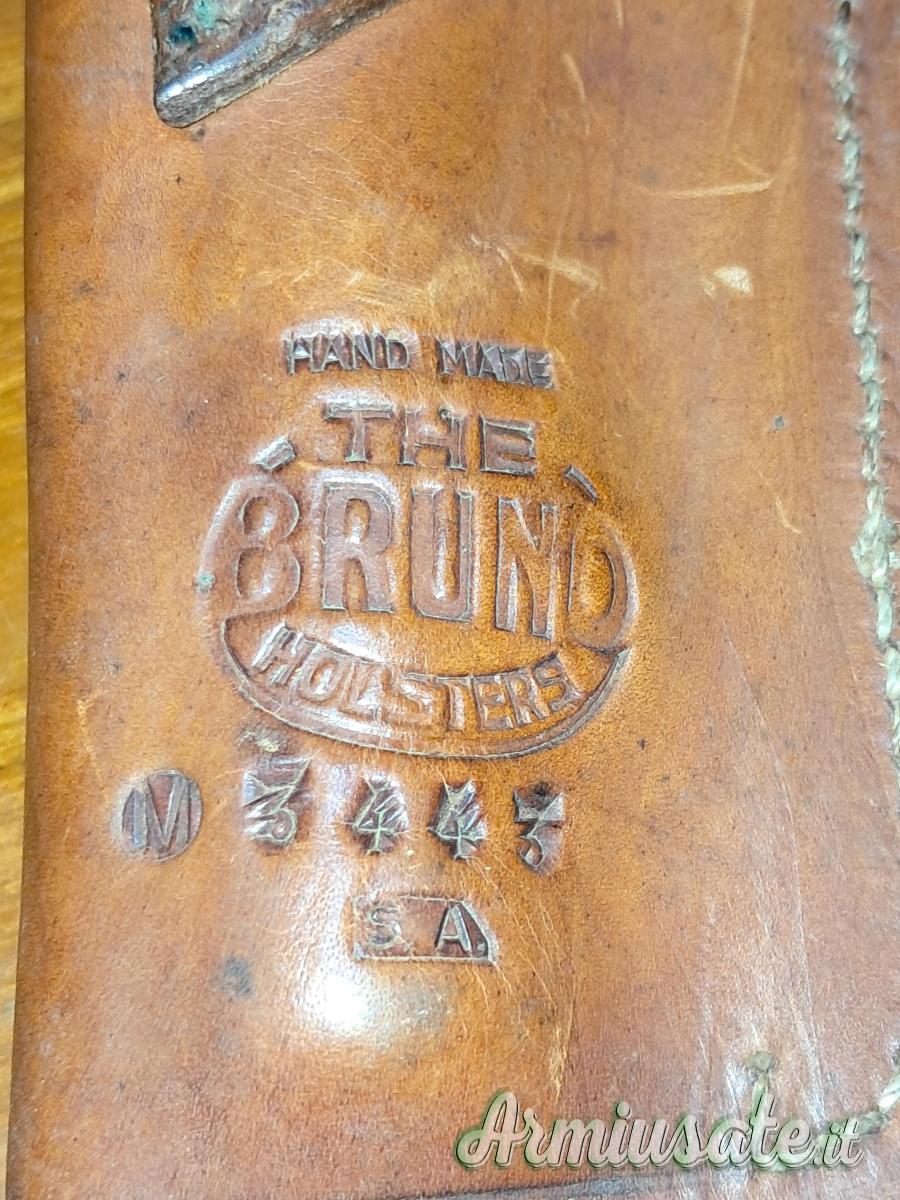 HAND MADE
THE
BRUNO
HOLSTERS
M 3443
S. A.
Armiusate.it